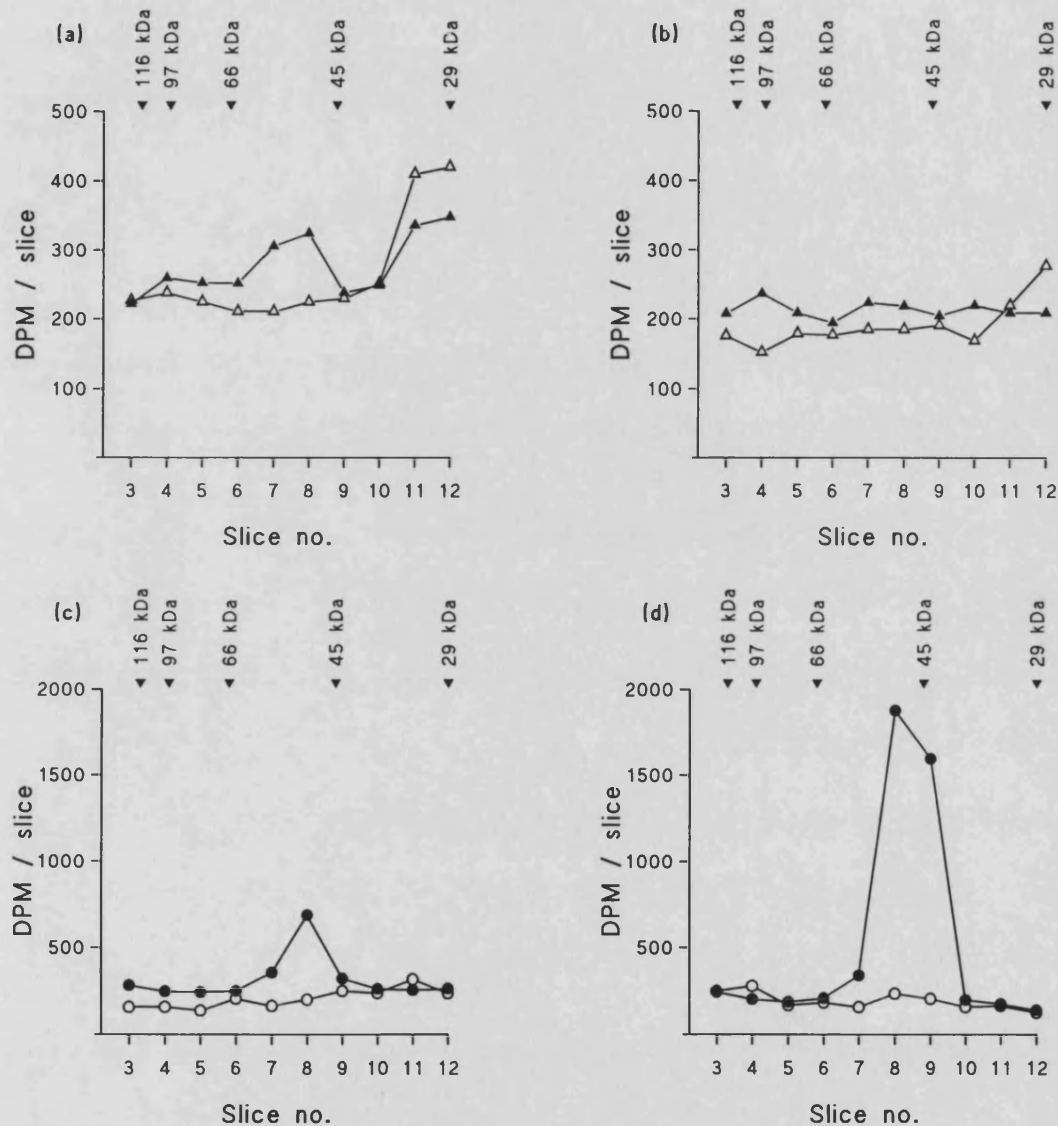 (a)
116 kDa
97 kDa
66 kDa
45 kDa
29 kDa
500
400
300
200
100
DPM / slice
3 4 5 6 7 8 9 10 11 12
Slice no.
(b)
116 kDa
97 kDa
66 kDa
45 kDa
29 kDa
500
400
300
200
100
DPM / slice
3 4 5 6 7 8 9 10 11 12
Slice no.
(c)
116 kDa
97 kDa
66 kDa
45 kDa
29 kDa
2000
1500
1000
500
DPM / slice
3 4 5 6 7 8 9 10 11 12
Slice no.
(d)
116 kDa
97 kDa
66 kDa
45 kDa
29 kDa
2000
1500
1000
500
DPM / slice
3 4 5 6 7 8 9 10 11 12
Slice no.